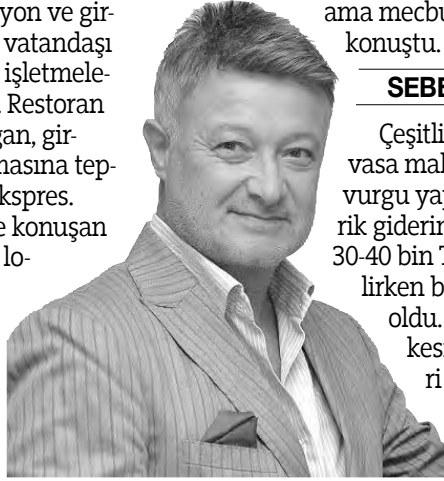 yon ve gir-
vatandaşı
işletmele-
Restoran
gan, gir-
masına tep-
kspres.
e konuşan
lo-
ama mecbu
konuştu.
SEBE
Çeşitli
vasa mal
vurgu yap
rik giderin
30-40 bin T
lirken b
oldu.
kes
ri